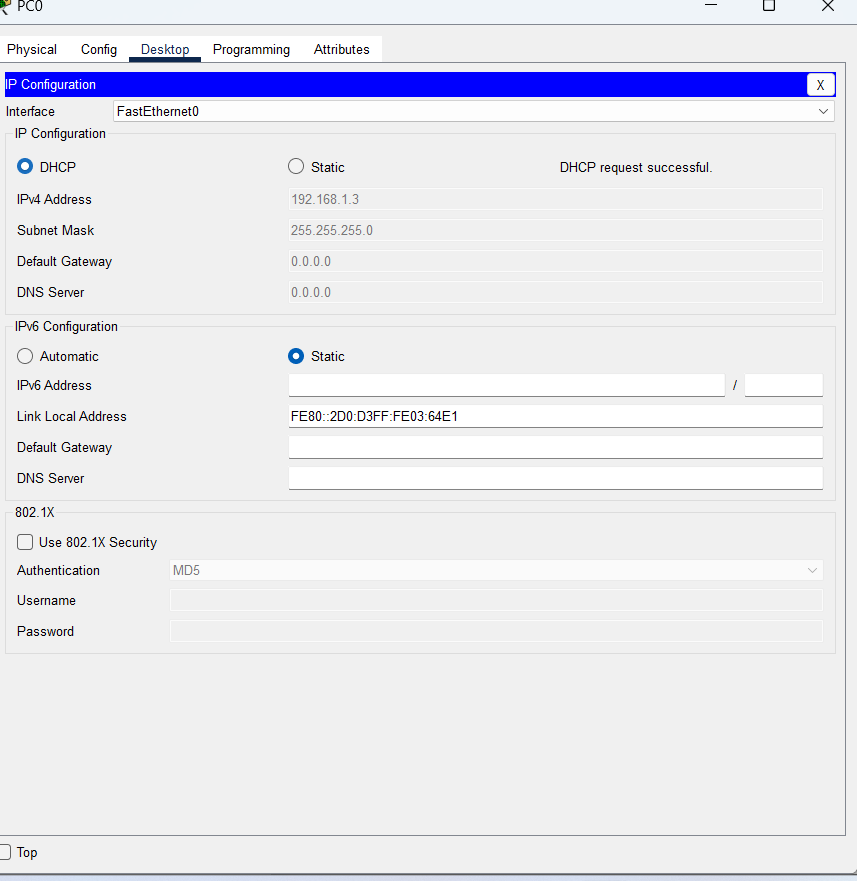 PC0
Physical Config Desktop Programming Attributes
IP Configuration X
Interface FastEthernet0
IP Configuration
DHCP Static DHCP request successful.
IPv4 Address 192.168.1.3
Subnet Mask 255.255.255.0
Default Gateway 0.0.0.0
DNS Server 0.0.0.0
IPv6 Configuration
Automatic Static
IPv6 Address /
Link Local Address FE80::2D0:D3FF:FE03:64E1
Default Gateway
DNS Server
802.1X
Use 802.1X Security
Authentication MD5
Username
Password
Top